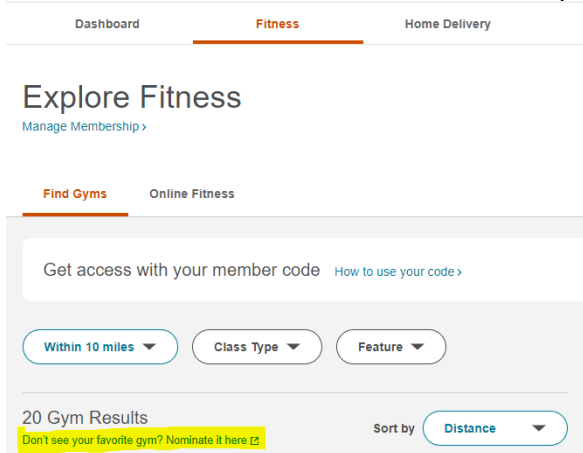 Dashboard Fitness Home Delivery
Explore Fitness
Manage Membership >
Find Gyms Online Fitness
Get access with your member code How to use your code >
Within 10 miles Class Type Feature
20 Gym Results
Don't see your favorite gym? Nominate it here
Sort by Distance